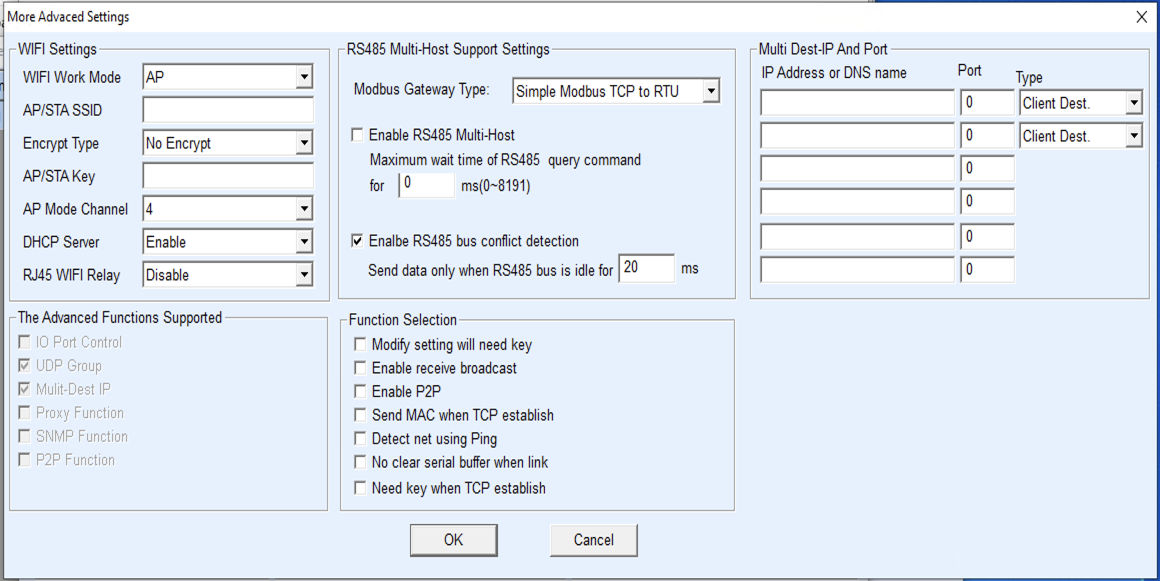 More Advaced Settings
WIFI Settings
WIFI Work Mode AP
AP/STA SSID
Encrypt Type No Encrypt
AP/STA Key
AP Mode Channel 4
DHCP Server Enable
RJ45 WIFI Relay Disable
RS485 Multi-Host Support Settings
Modbus Gateway Type: Simple Modbus TCP to RTU
Enable RS485 Multi-Host
Maximum wait time of RS485 query command
for 0 ms(0~8191)
Enalbe RS485 bus conflict detection
Send data only when RS485 bus is idle for 20 ms
Multi Dest-IP And Port
IP Address or DNS name Port Type
0 Client Dest.
0 Client Dest.
0
0
0
0
The Advanced Functions Supported
IO Port Control
UDP Group
Mulit-Dest IP
Proxy Function
SNMP Function
P2P Function
Function Selection
Modify setting will need key
Enable receive broadcast
Enable P2P
Send MAC when TCP establish
Detect net using Ping
No clear serial buffer when link
Need key when TCP establish
OK Cancel